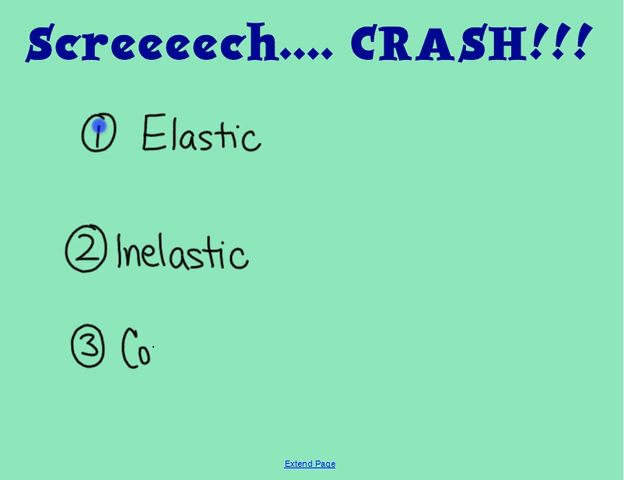 Screeeech.... CRASH!!!
① Elastic
② Inelastic
③ Co
Extend Page